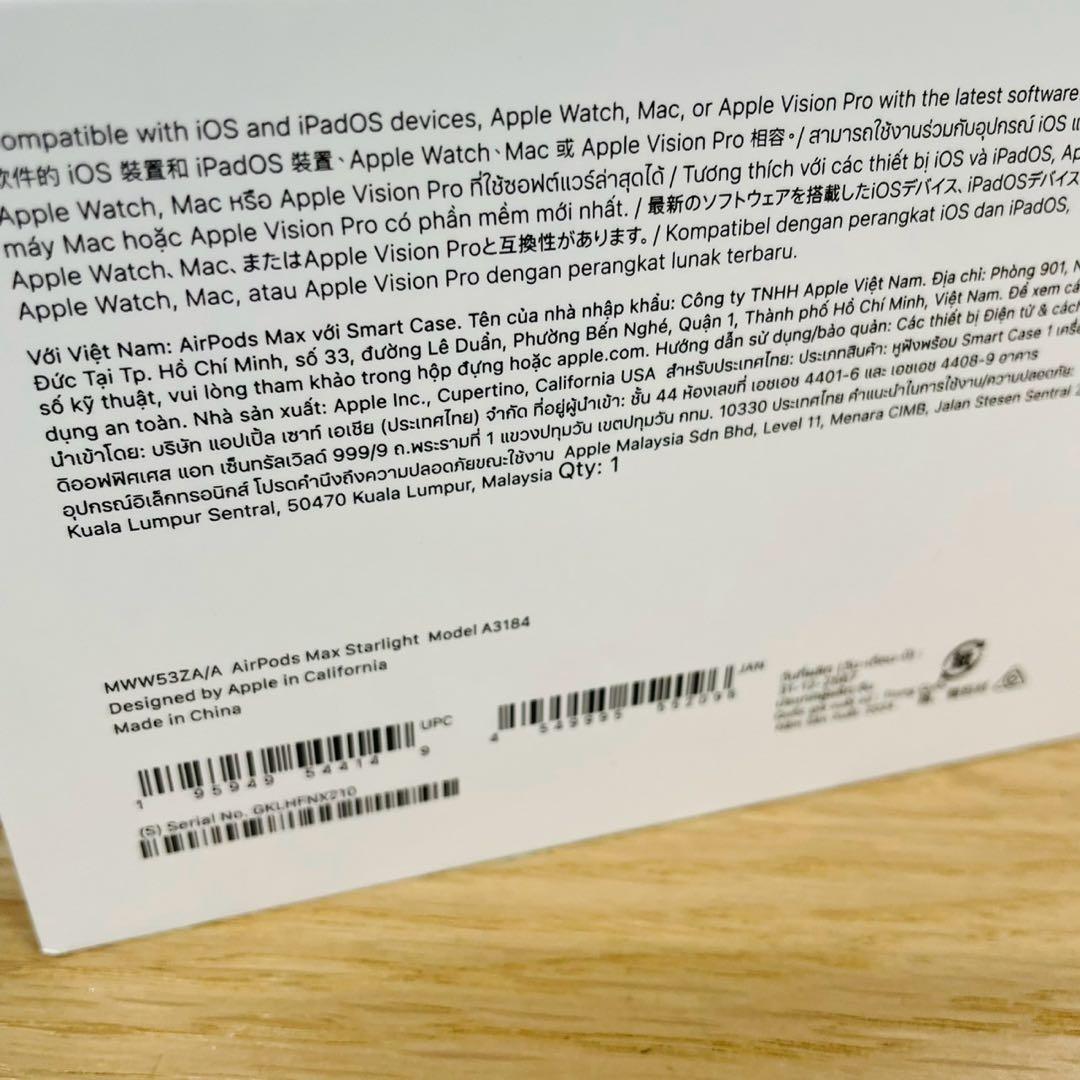 ompatible with iOS and iPadOS devices, Apple Watch, Mac, or Apple Vision Pro with the latest software
軟件的 iOS 裝置和 iPadOS 裝置、Apple Watch、Mac 或 Apple Vision Pro 相容。/ สามารถใช้งานร่วมกับอุปกรณ์ iOS แ
Apple Watch, Mac หรือ Apple Vision Pro ที่ใช้ซอฟต์แวร์ล่าสุดได้ / Tương thích với các thiết bị iOS và iPadOS, Ap
máy Mac hoặc Apple Vision Pro có phần mềm mới nhất. / 最新のソフトウェアを搭載したiOSデバイス、iPadOSデバイス
Apple Watch、Mac、またはApple Vision Proと互換性があります。/ Kompatibel dengan perangkat iOS dan iPadOS,
Apple Watch, Mac, atau Apple Vision Pro dengan perangkat lunak terbaru.
Với Việt Nam: AirPods Max với Smart Case. Tên của nhà nhập khẩu: Công ty TNHH Apple Việt Nam. Địa chỉ: Phòng 901, N
Đức Tại Tp. Hồ Chí Minh, số 33, đường Lê Duẩn, Phường Bến Nghé, Quận 1, Thành phố Hồ Chí Minh, Việt Nam. Để xem cá
số kỹ thuật, vui lòng tham khảo trong hộp đựng hoặc apple.com. Hướng dẫn sử dụng/bảo quản: Các thiết bị Điện tử & cách
dụng an toàn. Nhà sản xuất: Apple Inc., Cupertino, California USA สำหรับประเทศไทย: ประเภทสินค้า: หูฟังพร้อม Smart Case 1 เครื่
นำเข้าโดย: บริษัท แอปเปิ้ล เซาท์ เอเชีย (ประเทศไทย) จำกัด ที่อยู่ผู้นำเข้า: ชั้น 44 ห้องเลขที่ เอชเอช 4401-6 และ เอชเอช 4408-9 อาคาร
ดิออฟฟิศเศส แอท เซ็นทรัลเวิลด์ 999/9 ถ.พระรามที่ 1 แขวงปทุมวัน เขตปทุมวัน กทม. 10330 ประเทศไทย คำแนะนำในการใช้งาน/ความปลอดภัย:
อุปกรณ์อิเล็กทรอนิกส์ โปรดคำนึงถึงความปลอดภัยขณะใช้งาน Apple Malaysia Sdn Bhd, Level 11, Menara CIMB, Jalan Stesen Sentral 2
Kuala Lumpur Sentral, 50470 Kuala Lumpur, Malaysia Qty: 1
MWW53ZA/A AirPods Max Starlight Model A3184
Designed by Apple in California
Made in China
UPC
1 95949 54414 9
JAN
4 549995 552095
31-12-2567
(S) Serial No. GKLHFNX210